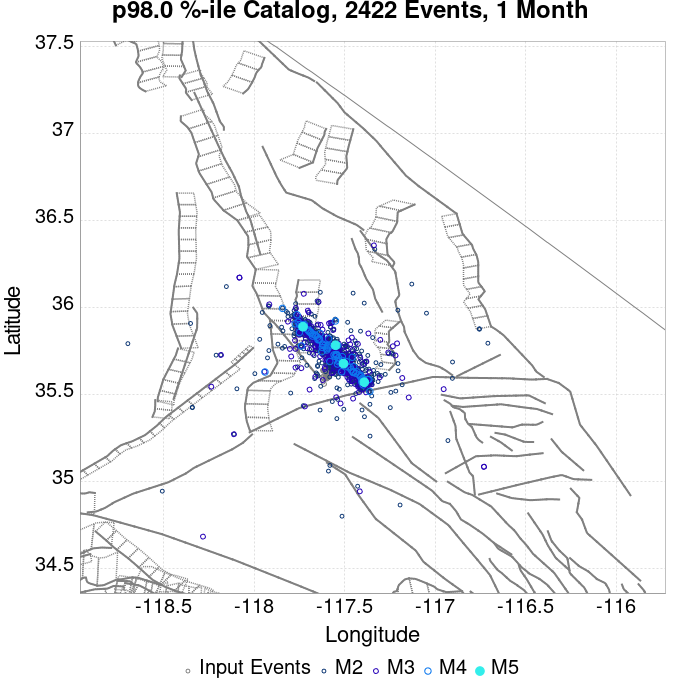 p98.0 %-ile Catalog, 2422 Events, 1 Month
37.5
37
36.5
36
35.5
35
34.5
Latitude
-118.5 -118 -117.5 -117 -116.5 -116
Longitude
Input Events M2 M3 M4 M5